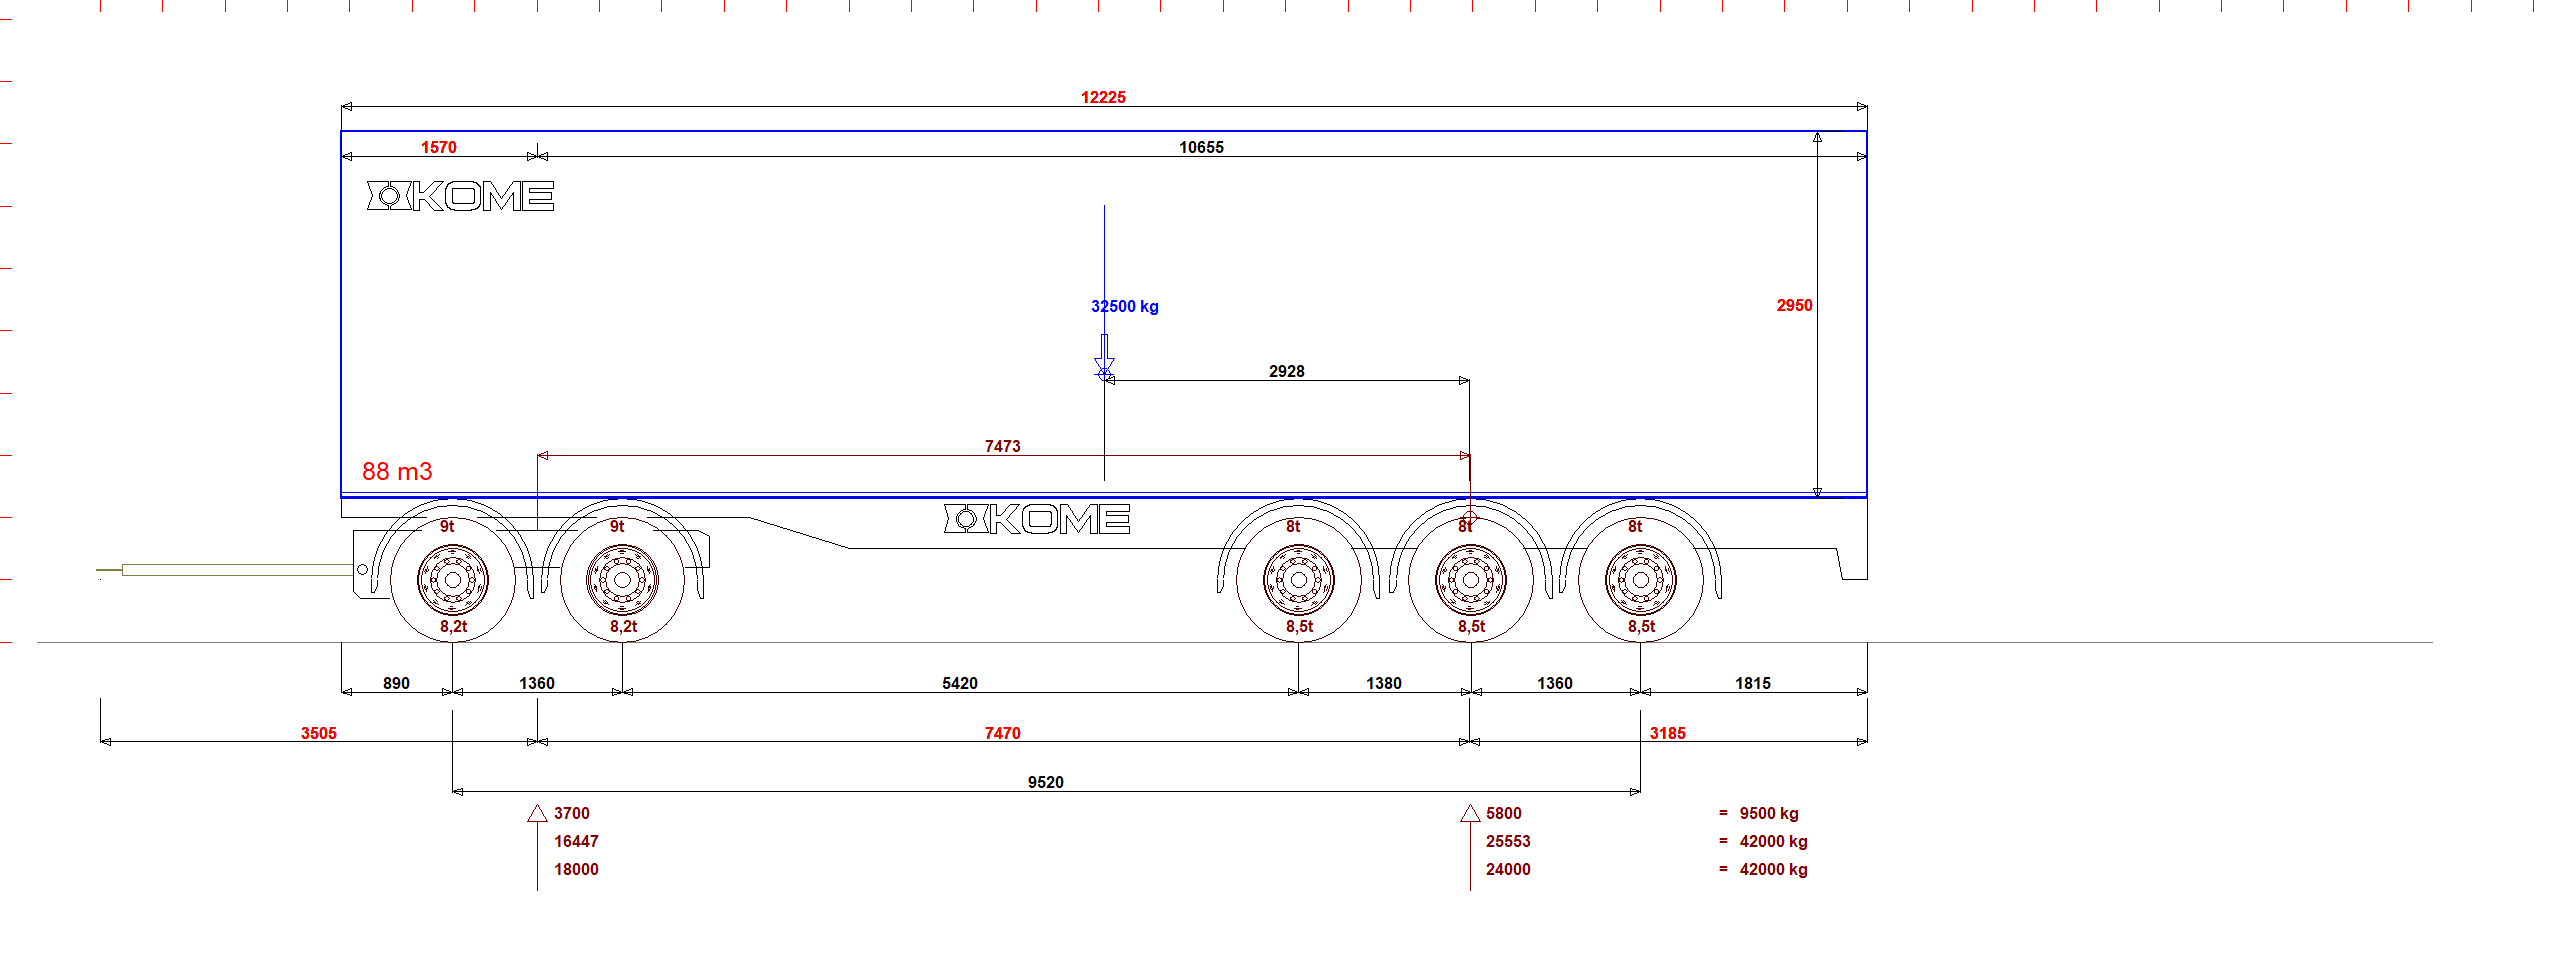 12225
1570
10655
KOME
32500 kg
2950
2928
7473
88 m3
KOME
9t
9t
8t
8t
8t
8,2t
8,2t
8,5t
8,5t
8,5t
890
1360
5420
1380
1360
1815
3505
7470
3185
9520
3700
5800
= 9500 kg
16447
25553
= 42000 kg
18000
24000
= 42000 kg